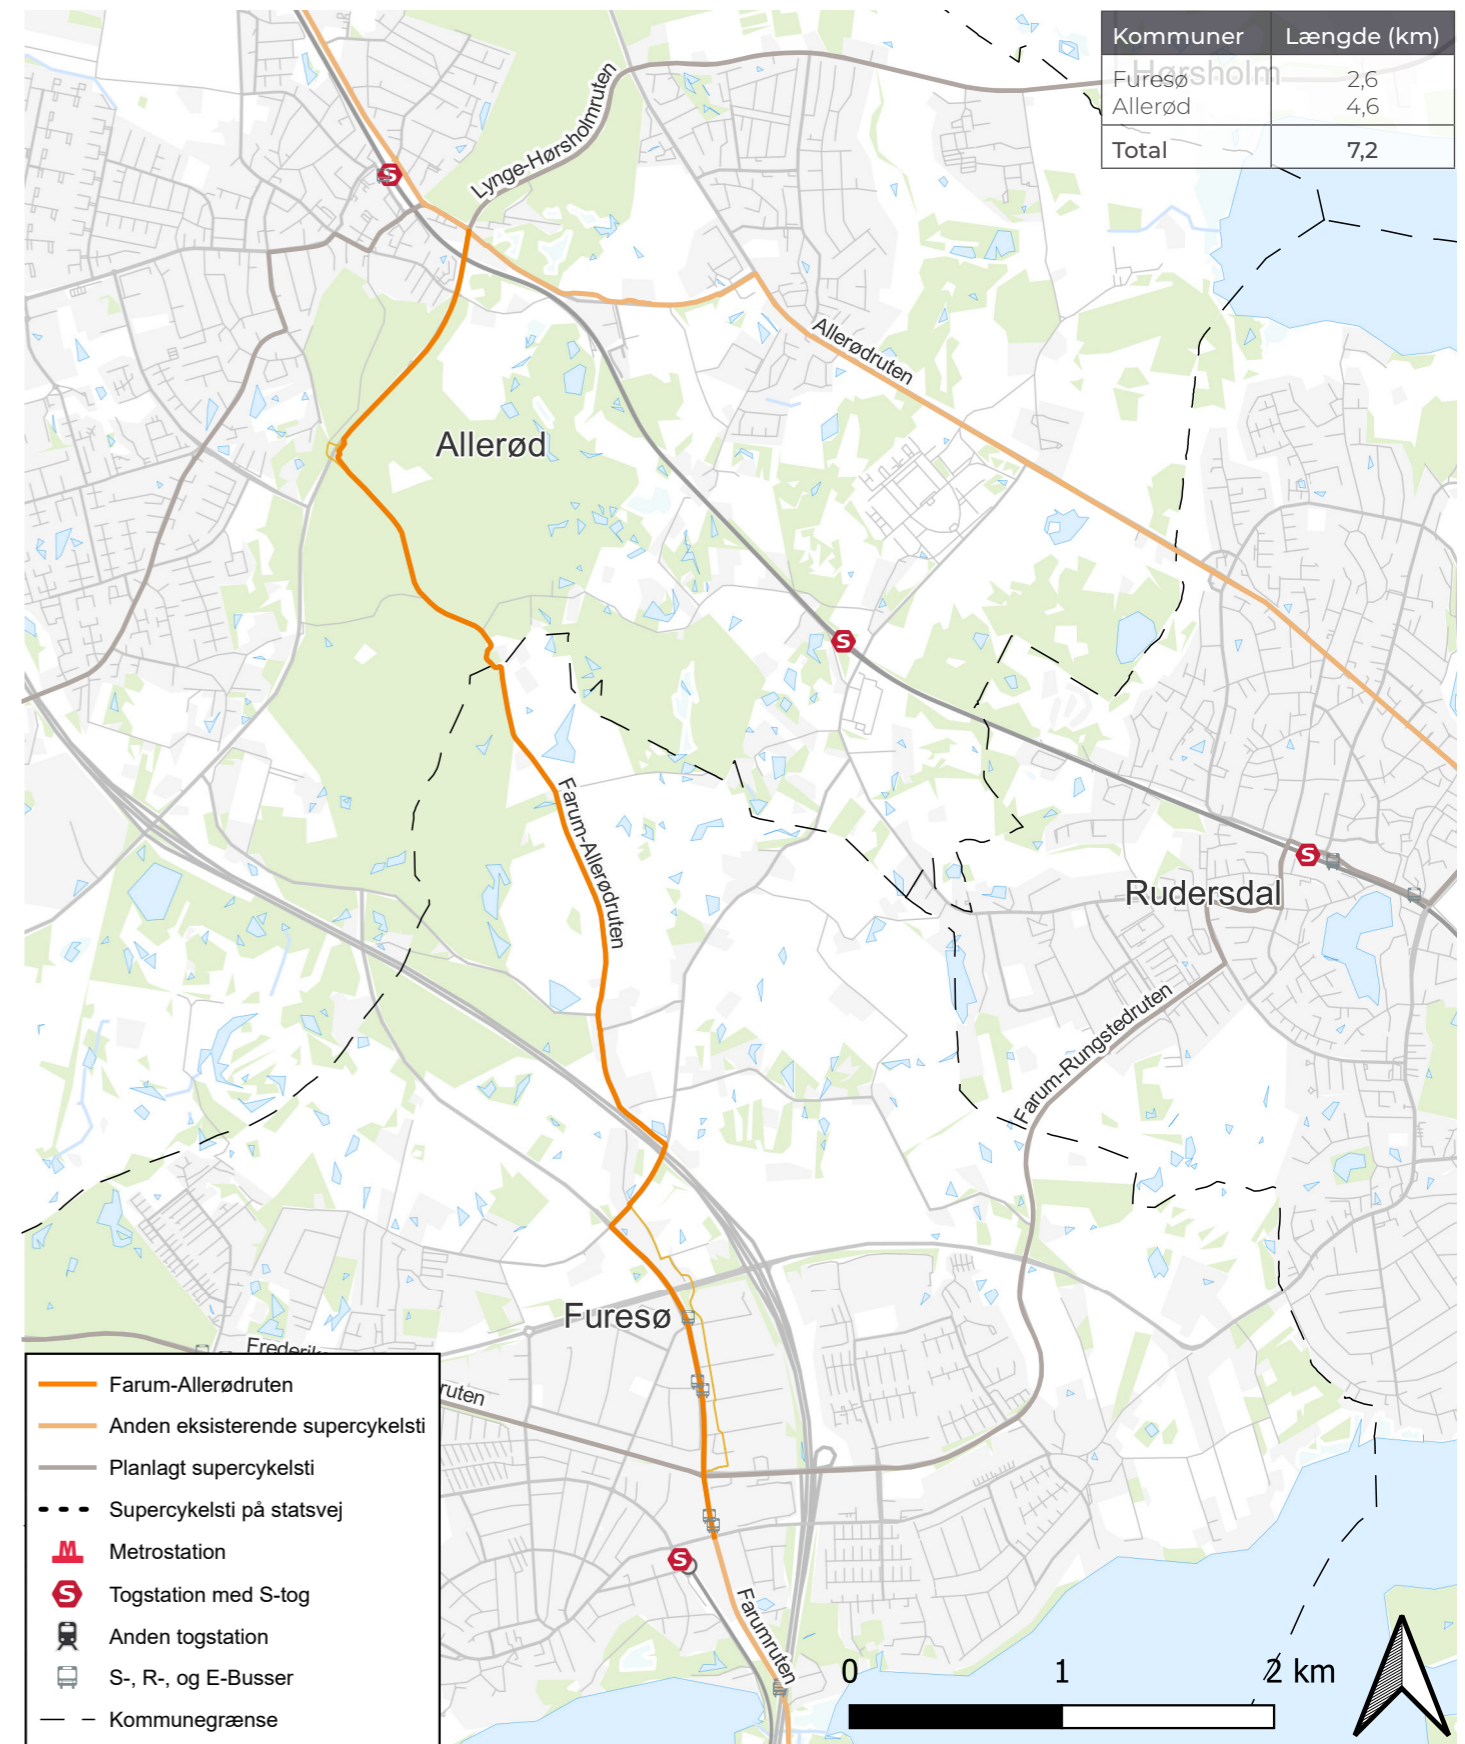 Kommuner Længde (km)
Hørsholm
Furesø 2,6
Allerød 4,6
Total 7,2
Lynge-Hørsholmruten
Allerødruten
Allerød
Farum-Allerødruten
Rudersdal
Farum-Rungstedruten
Furesø
Frederiks
ruten
Farumruten
Farum-Allerødruten
Anden eksisterende supercykelsti
Planlagt supercykelsti
Supercykelsti på statsvej
M Metrostation
S Togstation med S-tog
Anden togstation
S-, R-, og E-Busser
Kommunegrænse
0 1 2 km